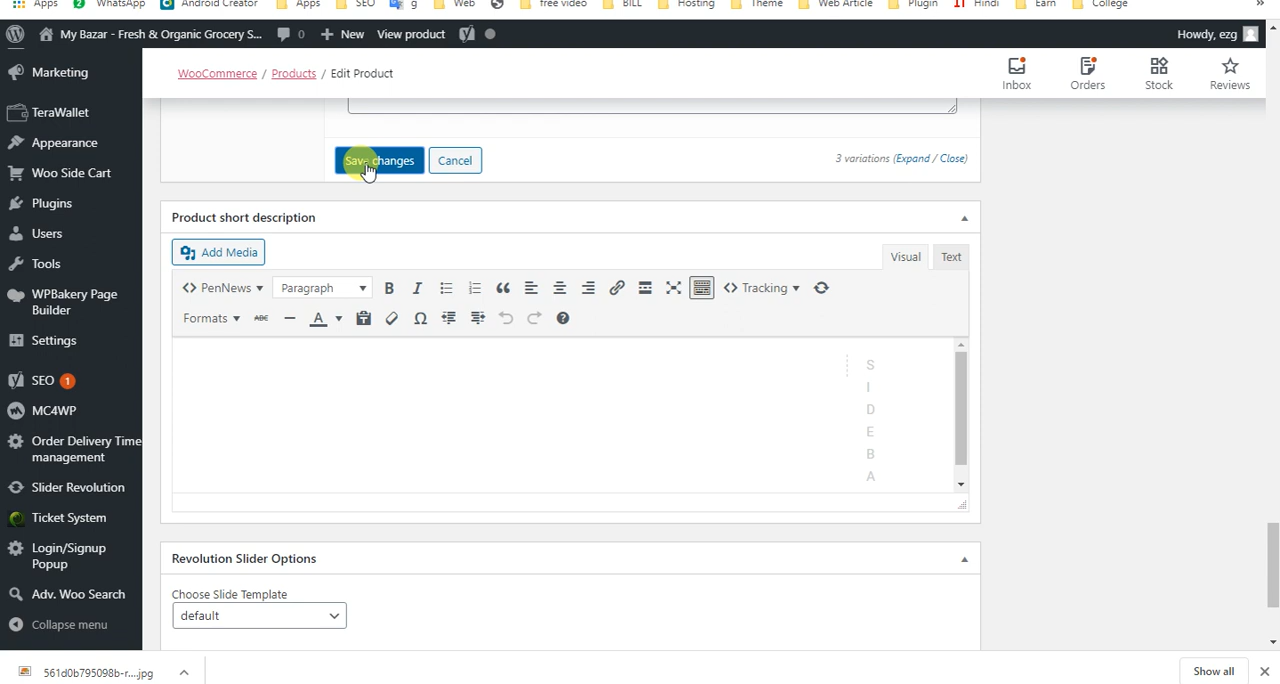 Apps WhatsApp Android Creator Apps SEO g Web free video BILL Hosting Theme Web Article Plugin Hindi Earn College »
My Bazar - Fresh & Organic Grocery S... 0 New View product Howdy, ezg
Marketing
TeraWallet
Appearance
Woo Side Cart
Plugins
Users
Tools
WPBakery Page
Builder
Settings
SEO 1
MC4WP
Order Delivery Time
management
Slider Revolution
Ticket System
Login/Signup
Popup
Adv. Woo Search
Collapse menu
WooCommerce / Products / Edit Product
Inbox Orders Stock Reviews
Save changes Cancel 3 variations (Expand / Close)
Product short description
Add Media Visual Text
<> PenNews Paragraph B I <> Tracking
Formats ABC A Ω
S
I
D
E
B
A
Revolution Slider Options
Choose Slide Template
default
561d0b795098b-r....jpg Show all